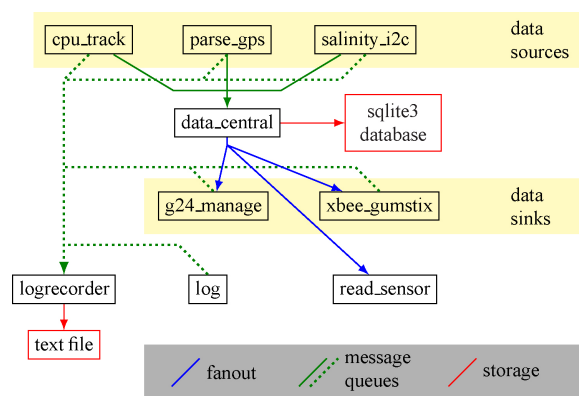 cpu_track parse_gps salinity_i2c data
sources
data_central sqlite3
database
g24_manage xbee_gumstix data
sinks
logrecorder log read_sensor
text file
fanout message
queues storage